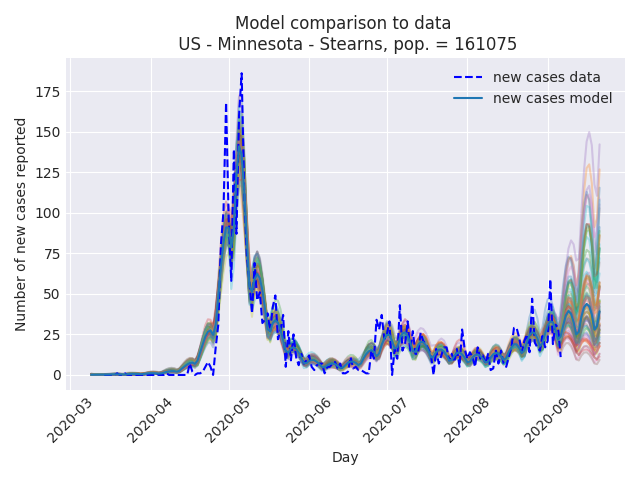 Model comparison to data
US - Minnesota - Stearns, pop. = 161075
new cases data
new cases model
Number of new cases reported
175
150
125
100
75
50
25
0
2020-03
2020-04
2020-05
2020-06
2020-07
2020-08
2020-09
Day